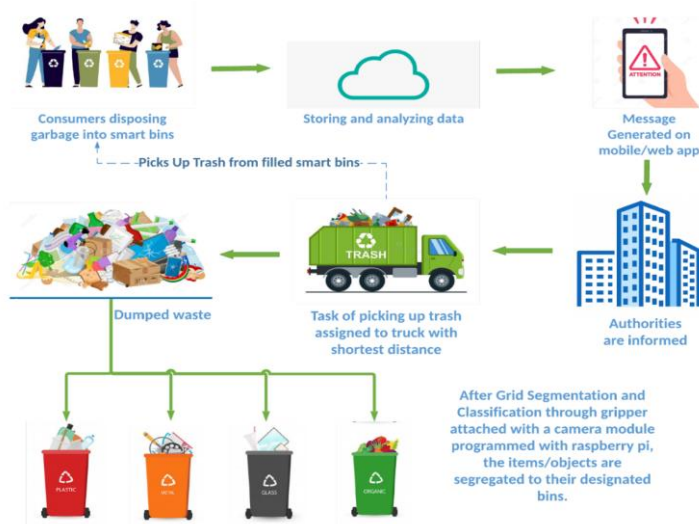 Consumers disposing
garbage into smart bins
Storing and analyzing data
ATTENTION
Message
Generated on
mobile/web app
Picks Up Trash from filled smart bins
TRASH
Dumped waste
Task of picking up trash
assigned to truck with
shortest distance
Authorities
are informed
After Grid Segmentation and
Classification through gripper
attached with a camera module
programmed with raspberry pi,
the items/objects are
segregated to their designated
bins.
PLASTIC
METAL
GLASS
ORGANIC